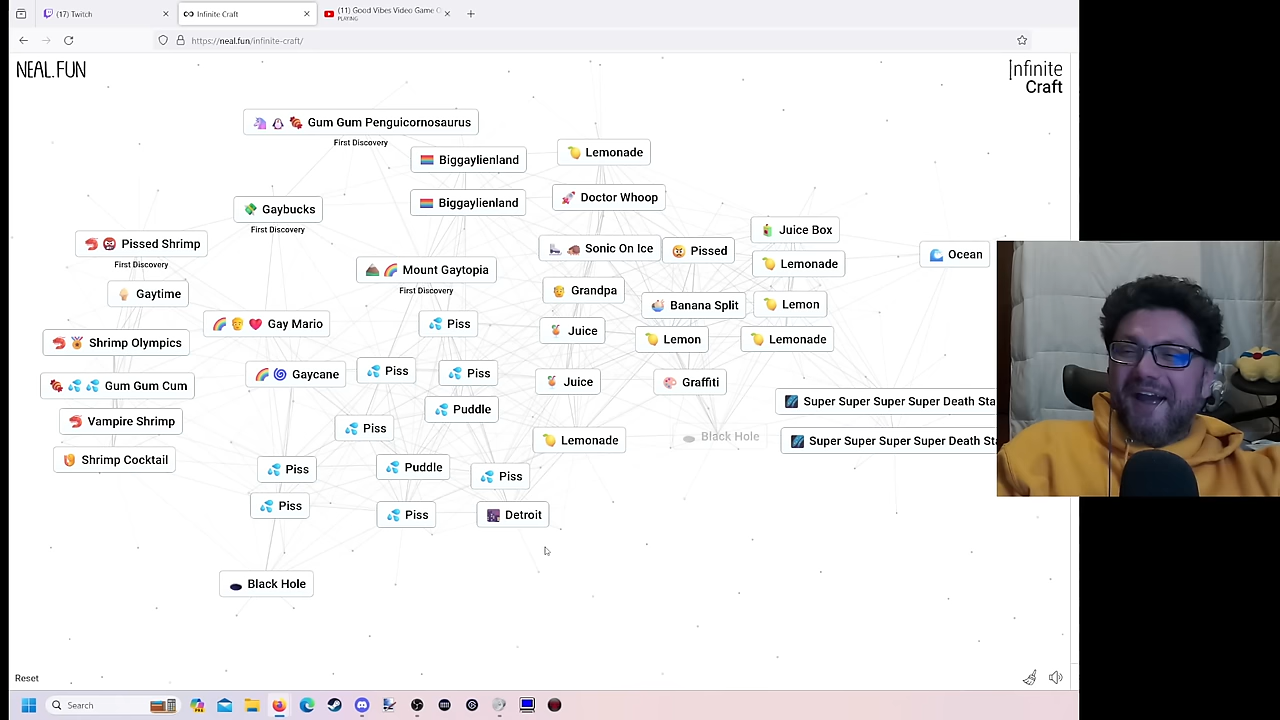 (17) Twitch
Infinite Craft
(11) Good Vibes Video Game
PLAYING
https://neal.fun/infinite-craft/
NEAL.FUN
Infinite
Craft
Gum Gum Penguicornosaurus
First Discovery
Biggaylienland
Lemonade
Biggaylienland
Doctor Whoop
Gaybucks
First Discovery
Juice Box
Pissed Shrimp
First Discovery
Sonic On Ice
Pissed
Ocean
Lemonade
Mount Gaytopia
First Discovery
Gaytime
Grandpa
Banana Split
Lemon
Gay Mario
Piss
Juice
Lemon
Lemonade
Shrimp Olympics
Gaycane
Piss
Piss
Juice
Graffiti
Gum Gum Cum
Puddle
Super Super Super Super Death Sta
Vampire Shrimp
Piss
Lemonade
Black Hole
Super Super Super Super Death Sta
Shrimp Cocktail
Piss
Puddle
Piss
Piss
Piss
Detroit
Black Hole
Reset
Search